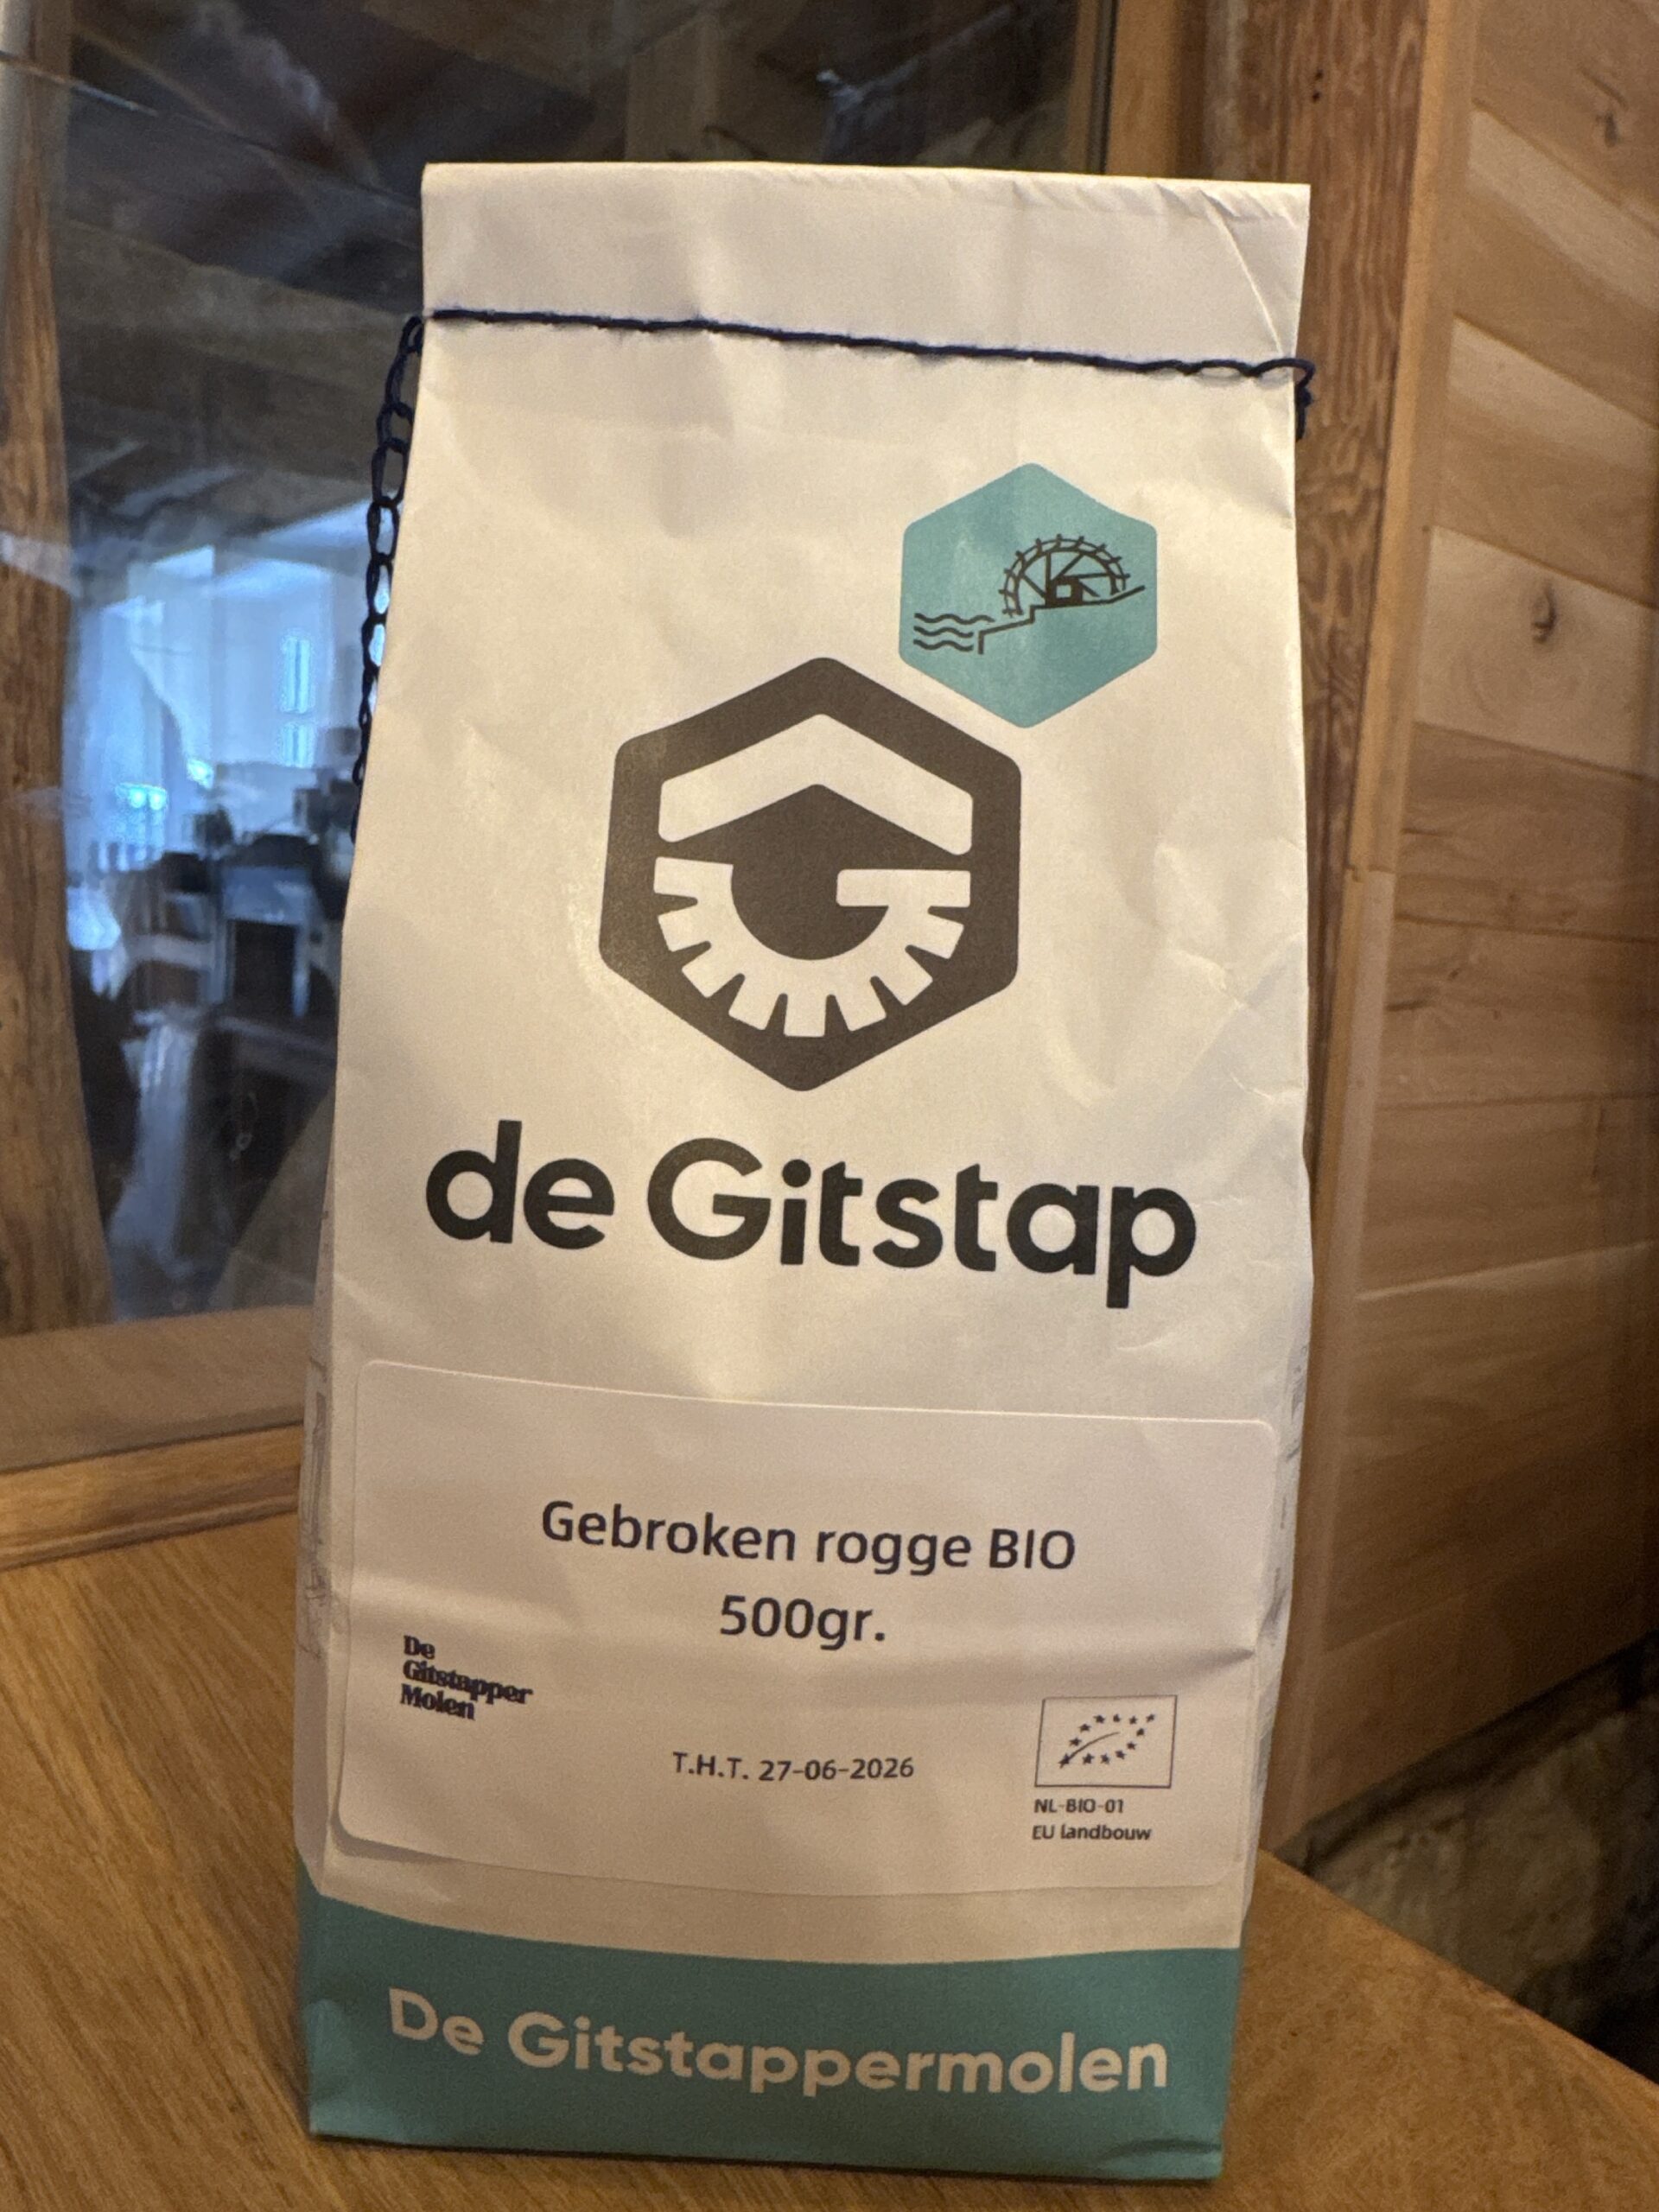 de Gitstap
Gebroken rogge BIO
500gr.
De
Gitstapper
Molen
T.H.T. 27-06-2026
NL-BIO-01
EU landbouw
De Gitstappermolen